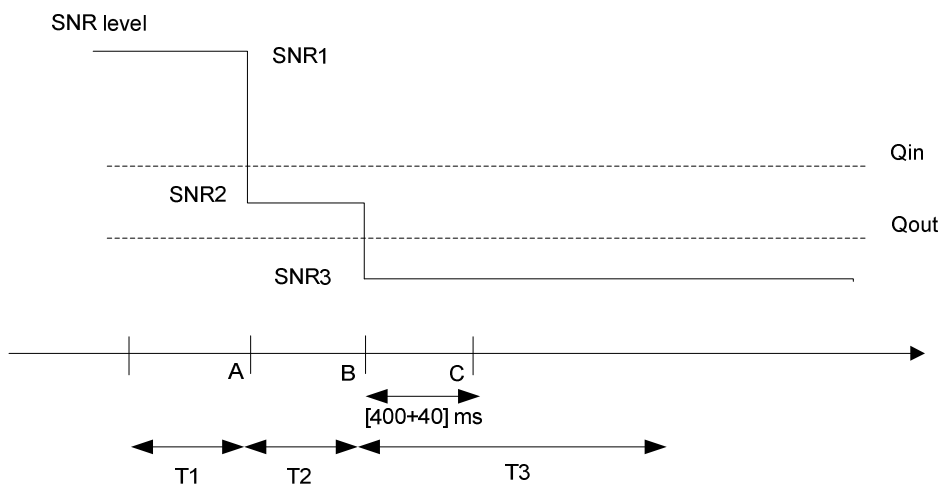 SNR level
SNR1
Qin
SNR2
Qout
SNR3
A
B
C
[400+40] ms
T1
T2
T3